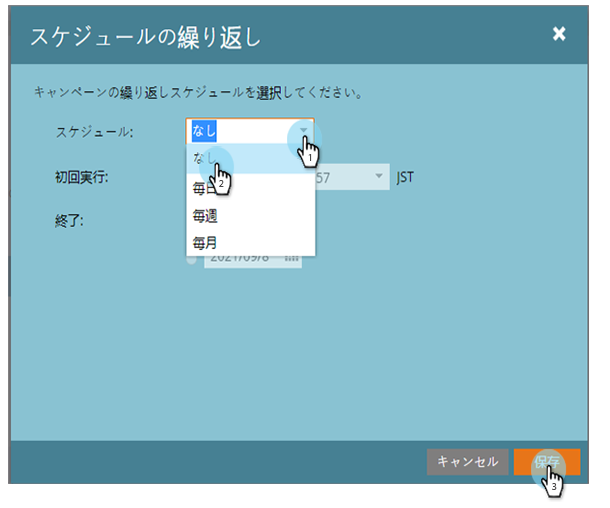 スケジュールの繰り返し
キャンペーンの繰り返しスケジュールを選択してください。
スケジュール: なし
1
なし
2
初回実行: 57 JST
毎日
終了: 毎週
毎月
2021/09/8
キャンセル 保存
3